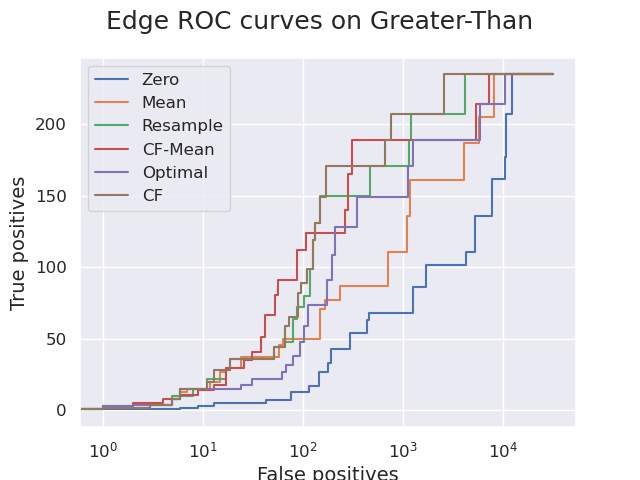 Edge ROC curves on Greater-Than
Zero
Mean
Resample
CF-Mean
Optimal
CF
True positives
200
150
100
50
0
10^0 10^1 10^2 10^3 10^4
False positives